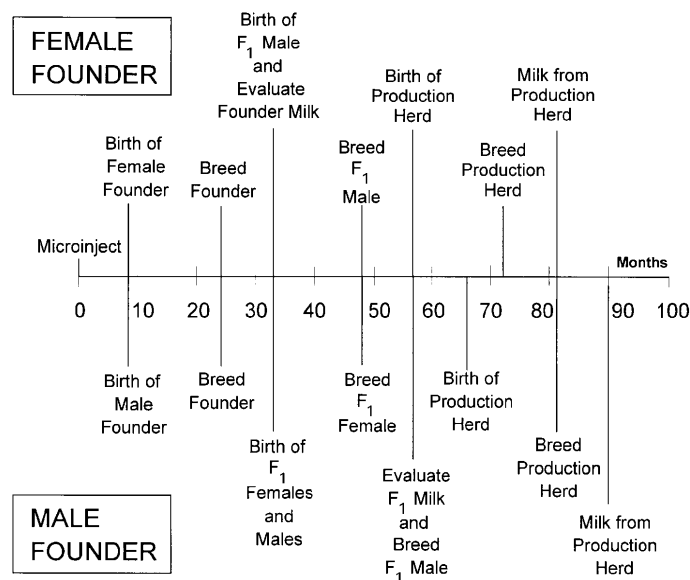 FEMALE
FOUNDER
Birth of
F1 Male
and
Evaluate
Founder Milk
Birth of
Production
Herd
Milk from
Production
Herd
Birth of
Female
Founder
Breed
Founder
Breed
F1
Male
Breed
Production
Herd
Microinject
Months
0 10 20 30 40 50 60 70 80 90 100
Birth of
Male
Founder
Breed
Founder
Breed
F1
Female
Birth of
Production
Herd
Birth of
F1
Females
and
Males
Evaluate
F1 Milk
and
Breed
F1 Male
Breed
Production
Herd
Milk from
Production
Herd
MALE
FOUNDER